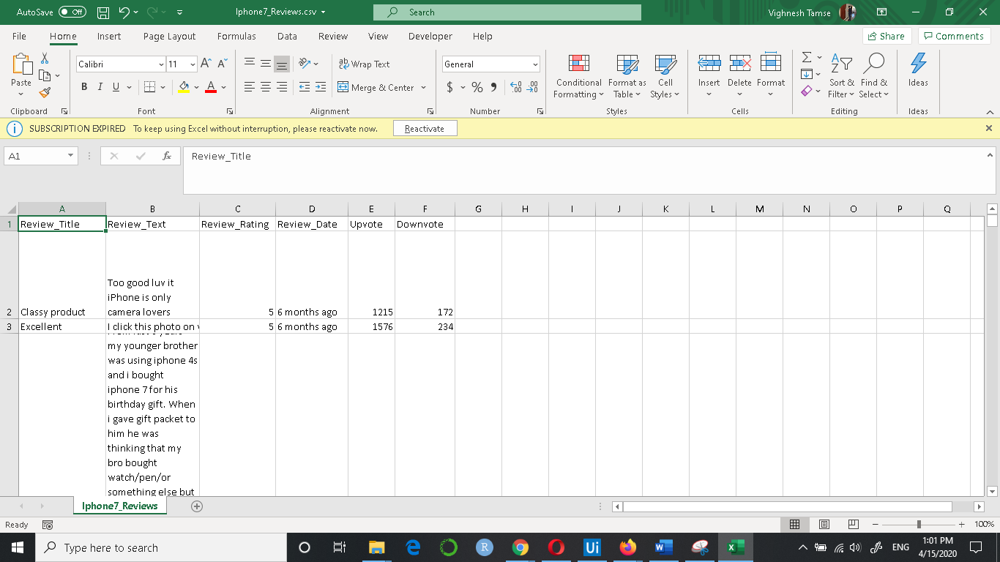 AutoSave Off Iphone7_Reviews.csv Search Vighnesh Tamse
File Home Insert Page Layout Formulas Data Review View Developer Help Share Comments
Calibri 11 A A ab Wrap Text General
Paste B I U A Merge & Center $ % Conditional Formatting Format as Table Cell Styles Insert Delete Format Sort & Filter Find & Select Ideas
Clipboard Font Alignment Number Styles Cells Editing Ideas
SUBSCRIPTION EXPIRED To keep using Excel without interruption, please reactivate now. Reactivate
A1 fx Review_Title
A B C D E F G H I J K L M N O P Q
1 Review_Title Review_Text Review_Rating Review_Date Upvote Downvote
Too good luv it
iPhone is only
2 Classy product camera lovers 5 6 months ago 1215 172
3 Excellent I click this photo on 5 6 months ago 1576 234
my younger brother
was using iphone 4s
and i bought
iphone 7 for his
birthday gift. When
i gave gift packet to
him he was
thinking that my
bro bought
watch/pen/or
something else but
Iphone7_Reviews
Ready 100%
Type here to search R Ui W X ENG 1:01 PM
4/15/2020